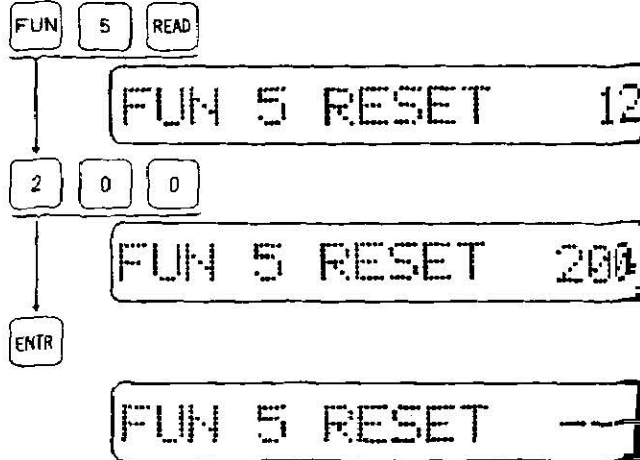 FUN 5 READ
FUN 5 RESET 12
2 0 0
FUN 5 RESET 200
ENTR
FUN 5 RESET --